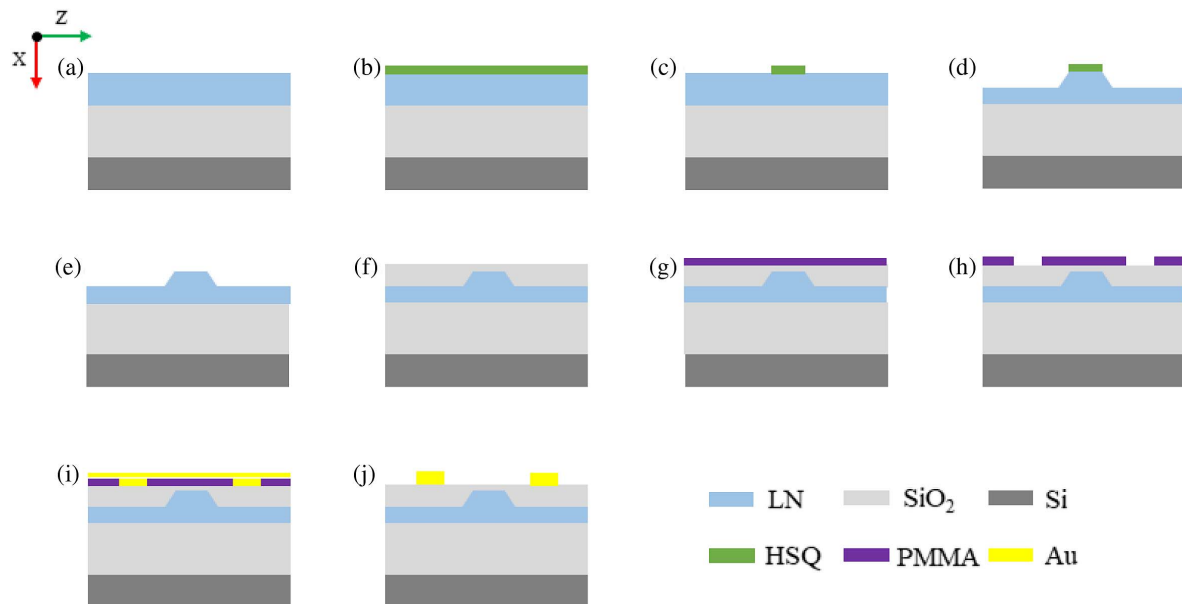 z
x
(a)
(b)
(c)
(d)
(e)
(f)
(g)
(h)
(i)
(j)
LN
SiO₂
Si
HSQ
PMMA
Au